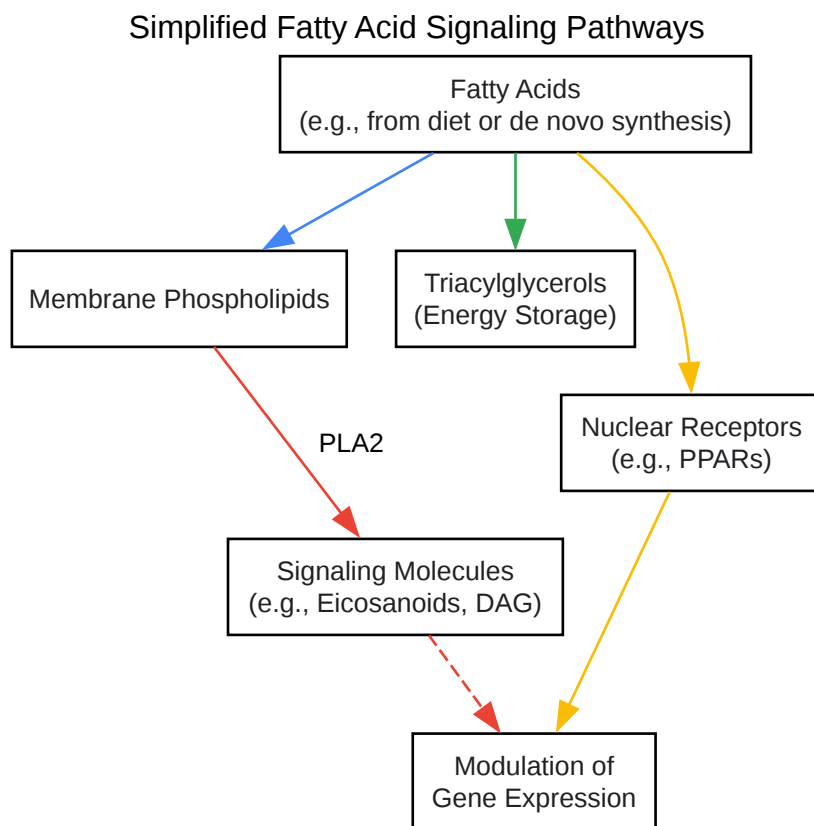 Simplified Fatty Acid Signaling Pathways
Fatty Acids
(e.g., from diet or de novo synthesis)
Membrane Phospholipids
Triacylglycerols
(Energy Storage)
Nuclear Receptors
(e.g., PPARs)
PLA2
Signaling Molecules
(e.g., Eicosanoids, DAG)
Modulation of
Gene Expression